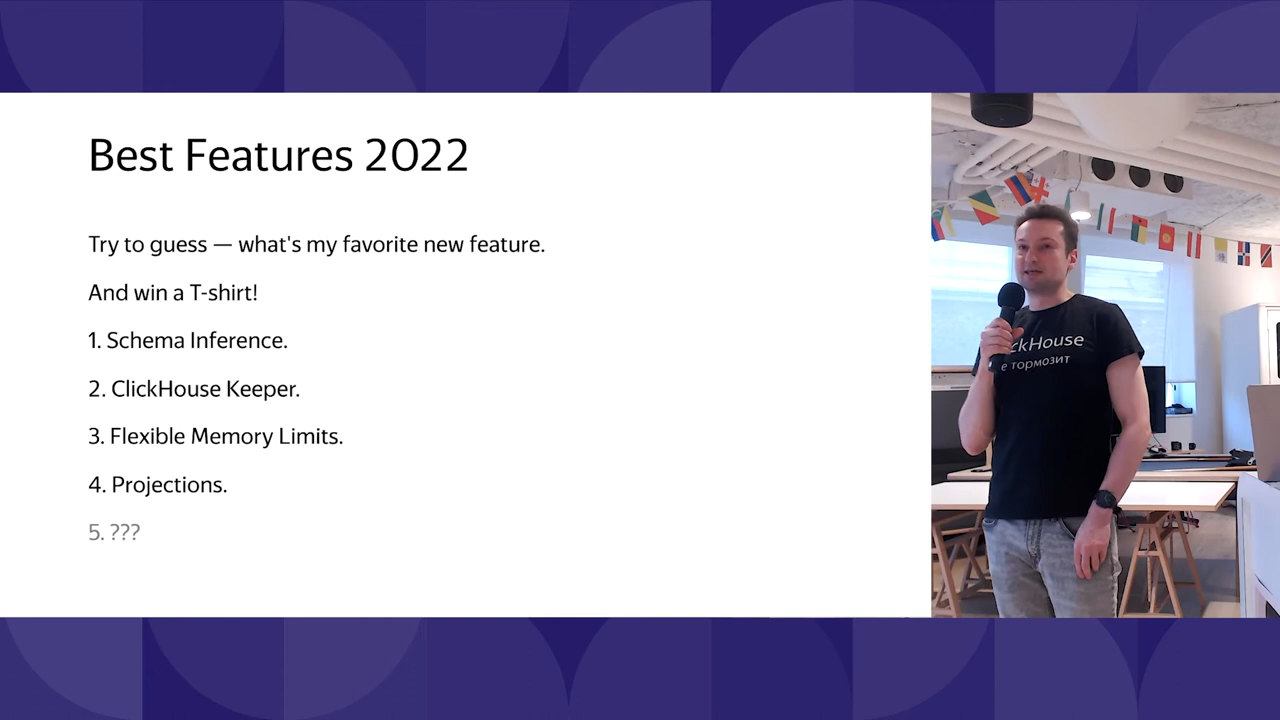 Best Features 2022
Try to guess — what's my favorite new feature.
And win a T-shirt!
1. Schema Inference.
2. ClickHouse Keeper.
3. Flexible Memory Limits.
4. Projections.
5. ???
ckHouse
е тормозит